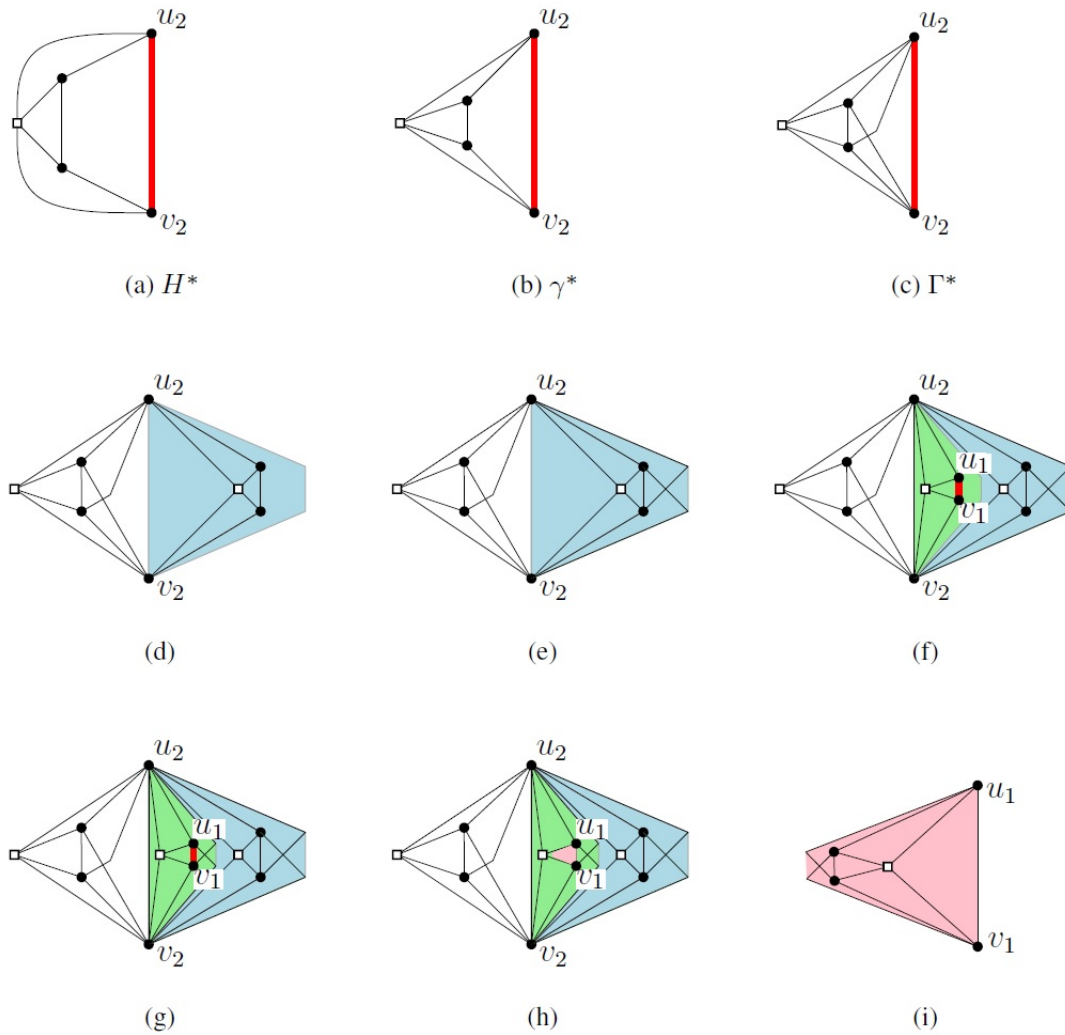 u₂ u₂ u₂
v₂ v₂ v₂
(a) H* (b) γ* (c) Γ*
u₂ u₂ u₂
u₁
v₁
v₂ v₂ v₂
(d) (e) (f)
u₂ u₂
u₁ u₁ u₁
v₁ v₁
v₂ v₂ v₁
(g) (h) (i)